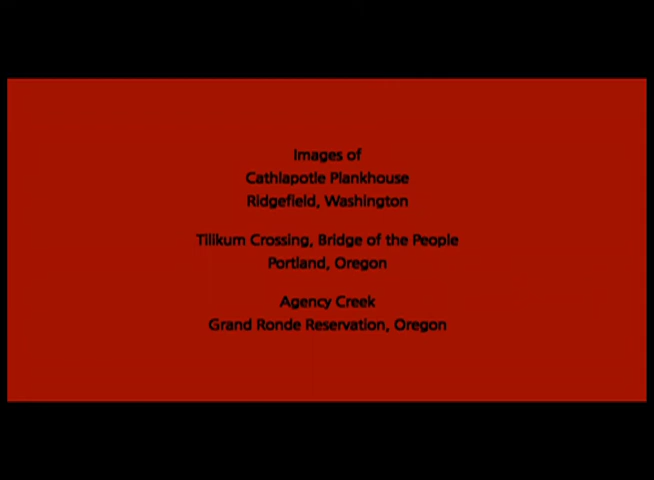 Images of
Cathlapotle Plankhouse
Ridgefield, Washington
Tilikum Crossing, Bridge of the People
Portland, Oregon
Agency Creek
Grand Ronde Reservation, Oregon